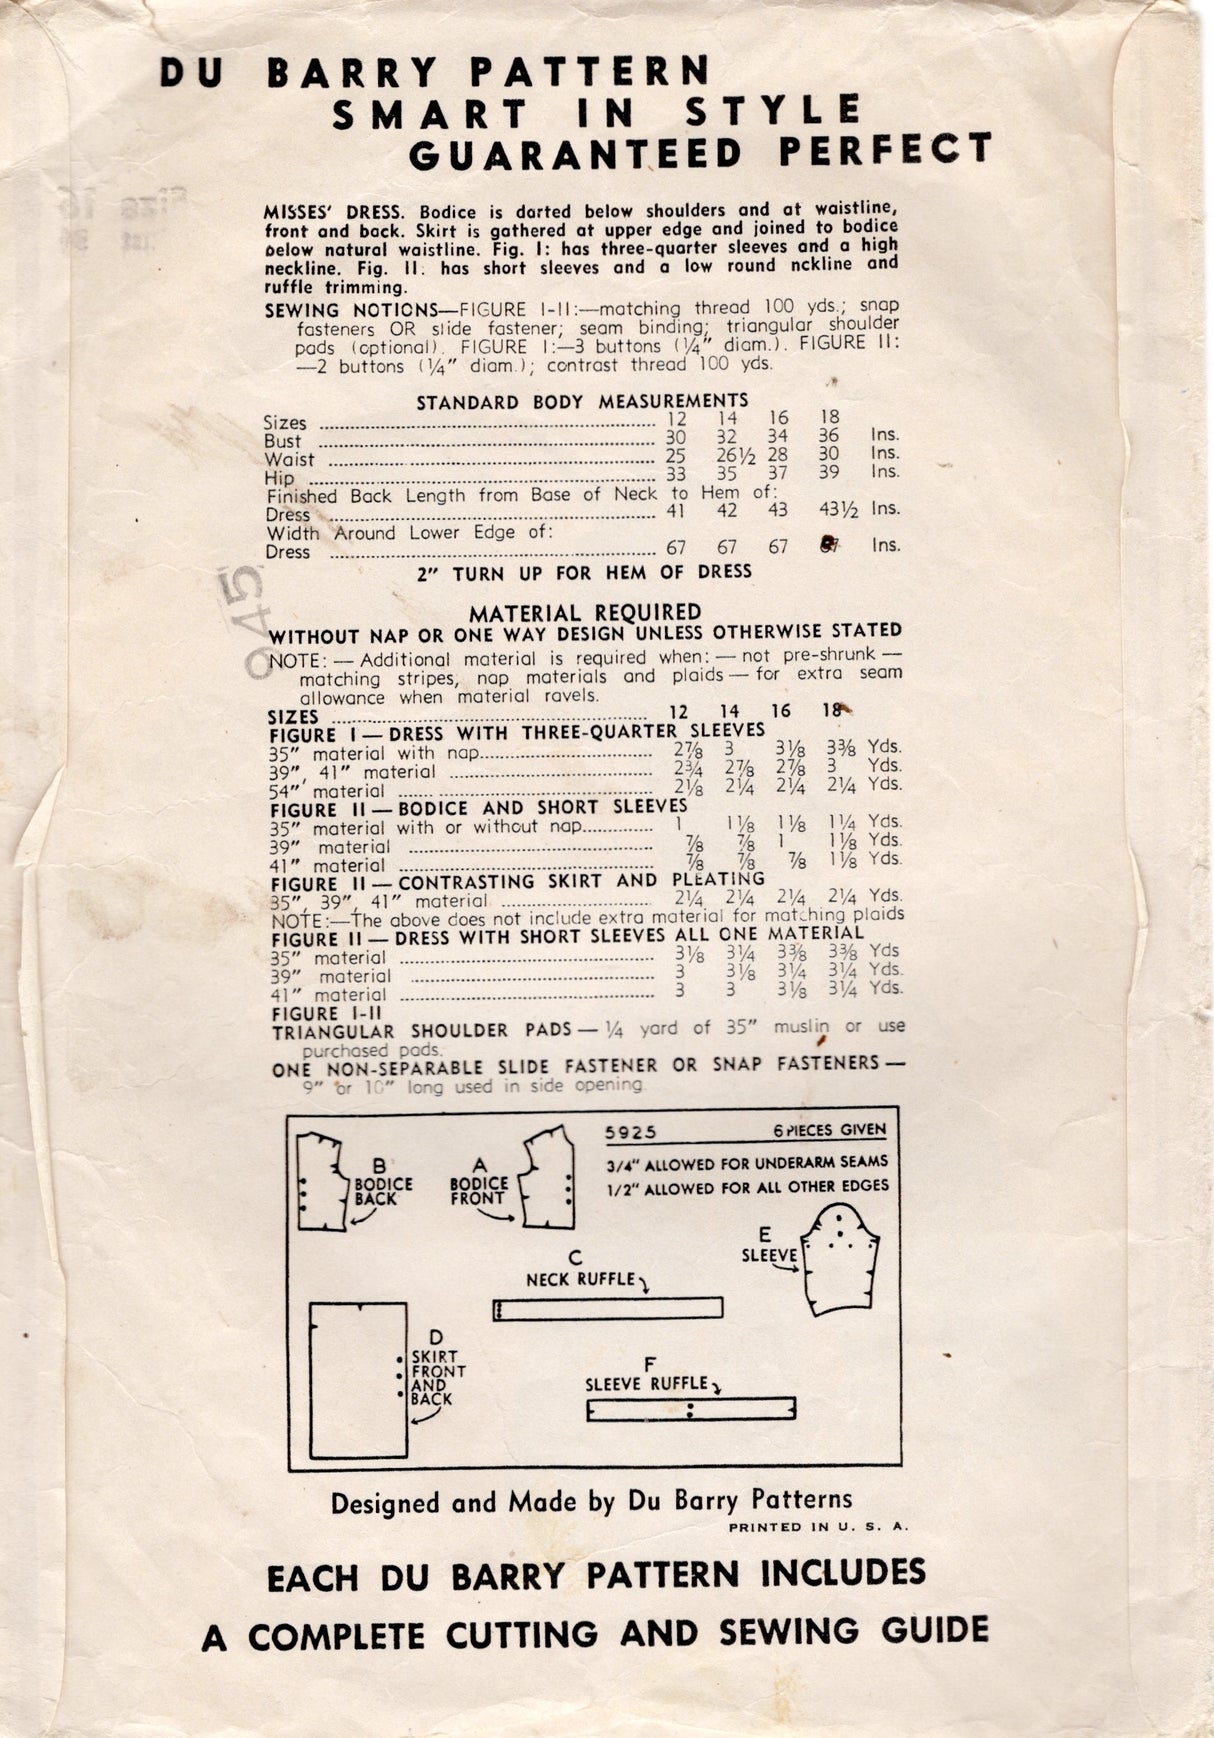 DU BARRY PATTERN
SMART IN STYLE
GUARANTEED PERFECT
MISSES' DRESS. Bodice is darted below shoulders and at waistline,
front and back. Skirt is gathered at upper edge and joined to bodice
below natural waistline. Fig. I: has three-quarter sleeves and a high
neckline. Fig. II: has short sleeves and a low round nckline and
ruffle trimming.
SEWING NOTIONS—FIGURE I-II:—matching thread 100 yds.; snap
fasteners OR slide fastener; seam binding; triangular shoulder
pads (optional). FIGURE I:—3 buttons (¼" diam.). FIGURE II:
—2 buttons (¼" diam.); contrast thread 100 yds.
STANDARD BODY MEASUREMENTS
Sizes 12 14 16 18
Bust 30 32 34 36 Ins.
Waist 25 26½ 28 30 Ins.
Hip 33 35 37 39 Ins.
Finished Back Length from Base of Neck to Hem of:
Dress 41 42 43 43½ Ins.
Width Around Lower Edge of:
Dress 67 67 67 67 Ins.
2" TURN UP FOR HEM OF DRESS
945
MATERIAL REQUIRED
WITHOUT NAP OR ONE WAY DESIGN UNLESS OTHERWISE STATED
NOTE: — Additional material is required when: — not pre-shrunk —
matching stripes, nap materials and plaids — for extra seam
allowance when material ravels.
SIZES 12 14 16 18
FIGURE I — DRESS WITH THREE-QUARTER SLEEVES
35" material with nap 2⅞ 3 3⅛ 3⅜ Yds.
39", 41" material 2¾ 2⅞ 2⅞ 3 Yds.
54" material 2⅛ 2¼ 2¼ 2¼ Yds.
FIGURE II — BODICE AND SHORT SLEEVES
35" material with or without nap 1 1⅛ 1⅛ 1¼ Yds.
39" material ⅞ ⅞ 1 1⅛ Yds.
41" material ⅞ ⅞ ⅞ 1⅛ Yds.
FIGURE II — CONTRASTING SKIRT AND PLEATING
35", 39", 41" material 2¼ 2¼ 2¼ 2¼ Yds.
NOTE:—The above does not include extra material for matching plaids
FIGURE II — DRESS WITH SHORT SLEEVES ALL ONE MATERIAL
35" material 3⅛ 3¼ 3⅜ 3⅜ Yds
39" material 3 3⅛ 3¼ 3¼ Yds.
41" material 3 3 3⅛ 3¼ Yds.
FIGURE I-II
TRIANGULAR SHOULDER PADS — ¼ yard of 35" muslin or use
purchased pads.
ONE NON-SEPARABLE SLIDE FASTENER OR SNAP FASTENERS —
9" or 10" long used in side opening
5925 6 PIECES GIVEN
3/4" ALLOWED FOR UNDERARM SEAMS
1/2" ALLOWED FOR ALL OTHER EDGES
B
BODICE
BACK
A
BODICE
FRONT
E
SLEEVE
C
NECK RUFFLE
D
SKIRT
FRONT
AND
BACK
F
SLEEVE RUFFLE
Designed and Made by Du Barry Patterns
PRINTED IN U. S. A.
EACH DU BARRY PATTERN INCLUDES
A COMPLETE CUTTING AND SEWING GUIDE